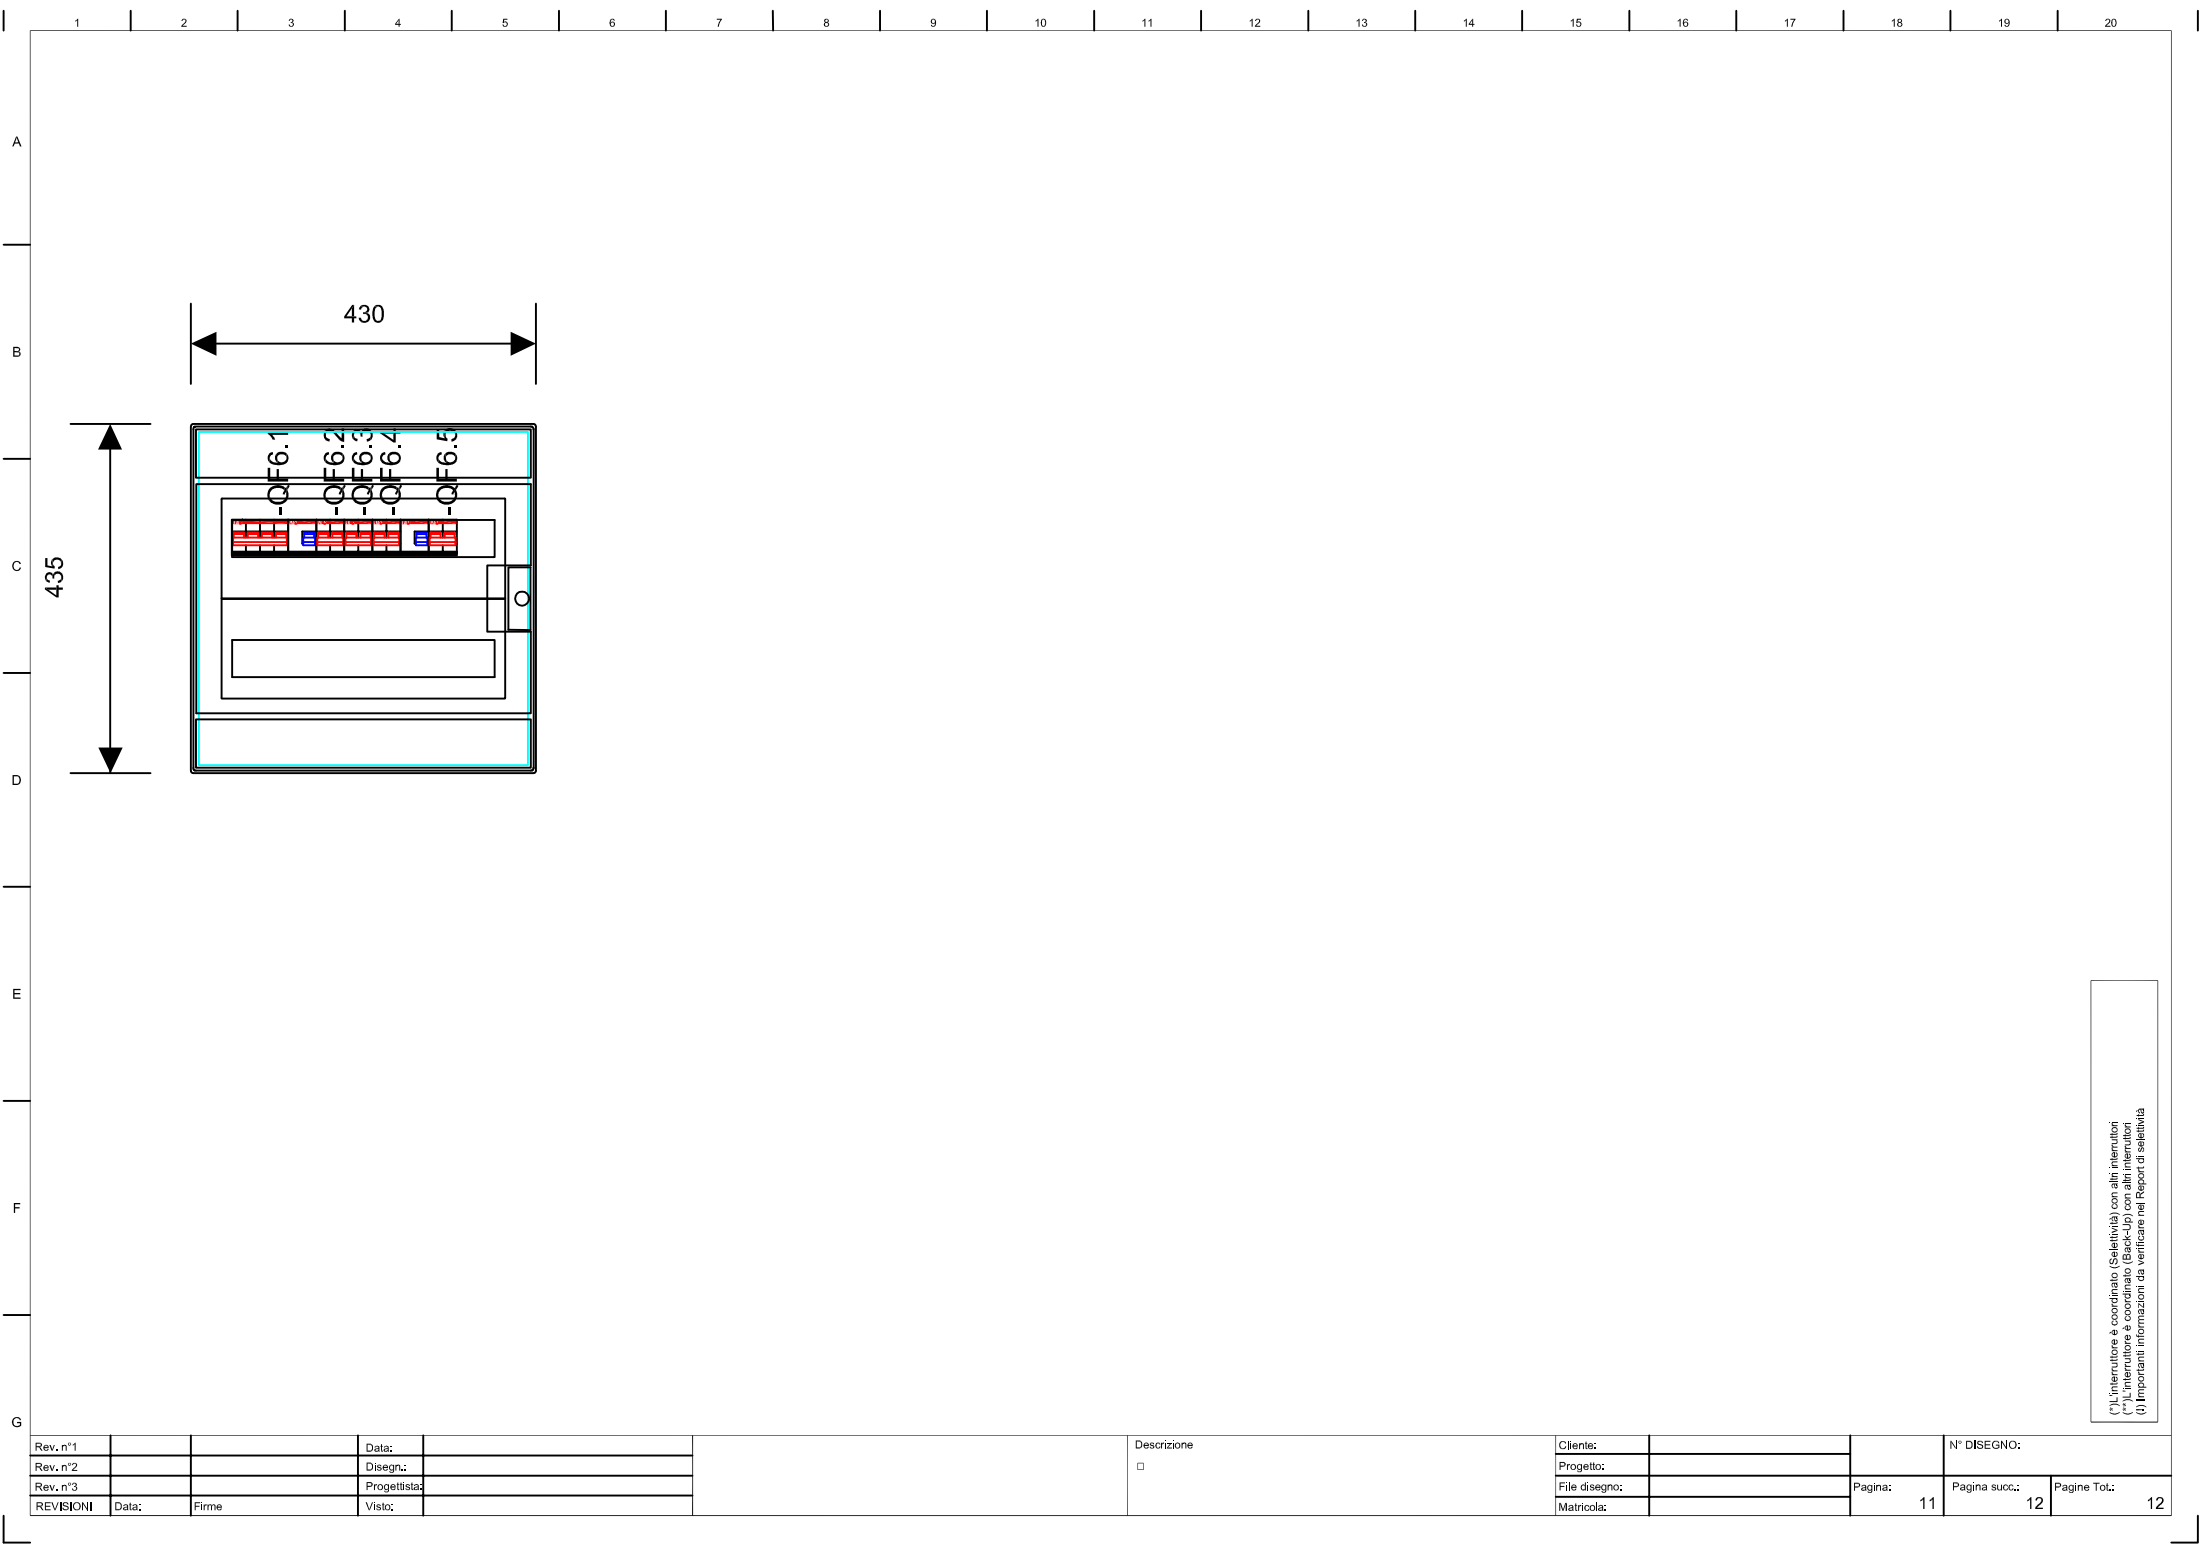 1 2 3 4 5 6 7 8 9 10 11 12 13 14 15 16 17 18 19 20
A
B
C
D
E
F
G
430
435
-QF6.1
-QF6.2
-QF6.3
-QF6.4
-QF6.5
(*)L'interruttore è coordinato (Selettività) con altri interruttori
(**)L'interruttore è coordinato (Back-Up) con altri interruttori
(!) Importanti informazioni da verificare nel Report di selettività
Rev. n°1
Rev. n°2
Rev. n°3
REVISIONI Data: Firme
Data:
Disegn.:
Progettista:
Visto:
Descrizione
Cliente:
Progetto:
File disegno:
Matricola:
N° DISEGNO:
Pagina: 11
Pagina succ.: 12
Pagine Tot.: 12